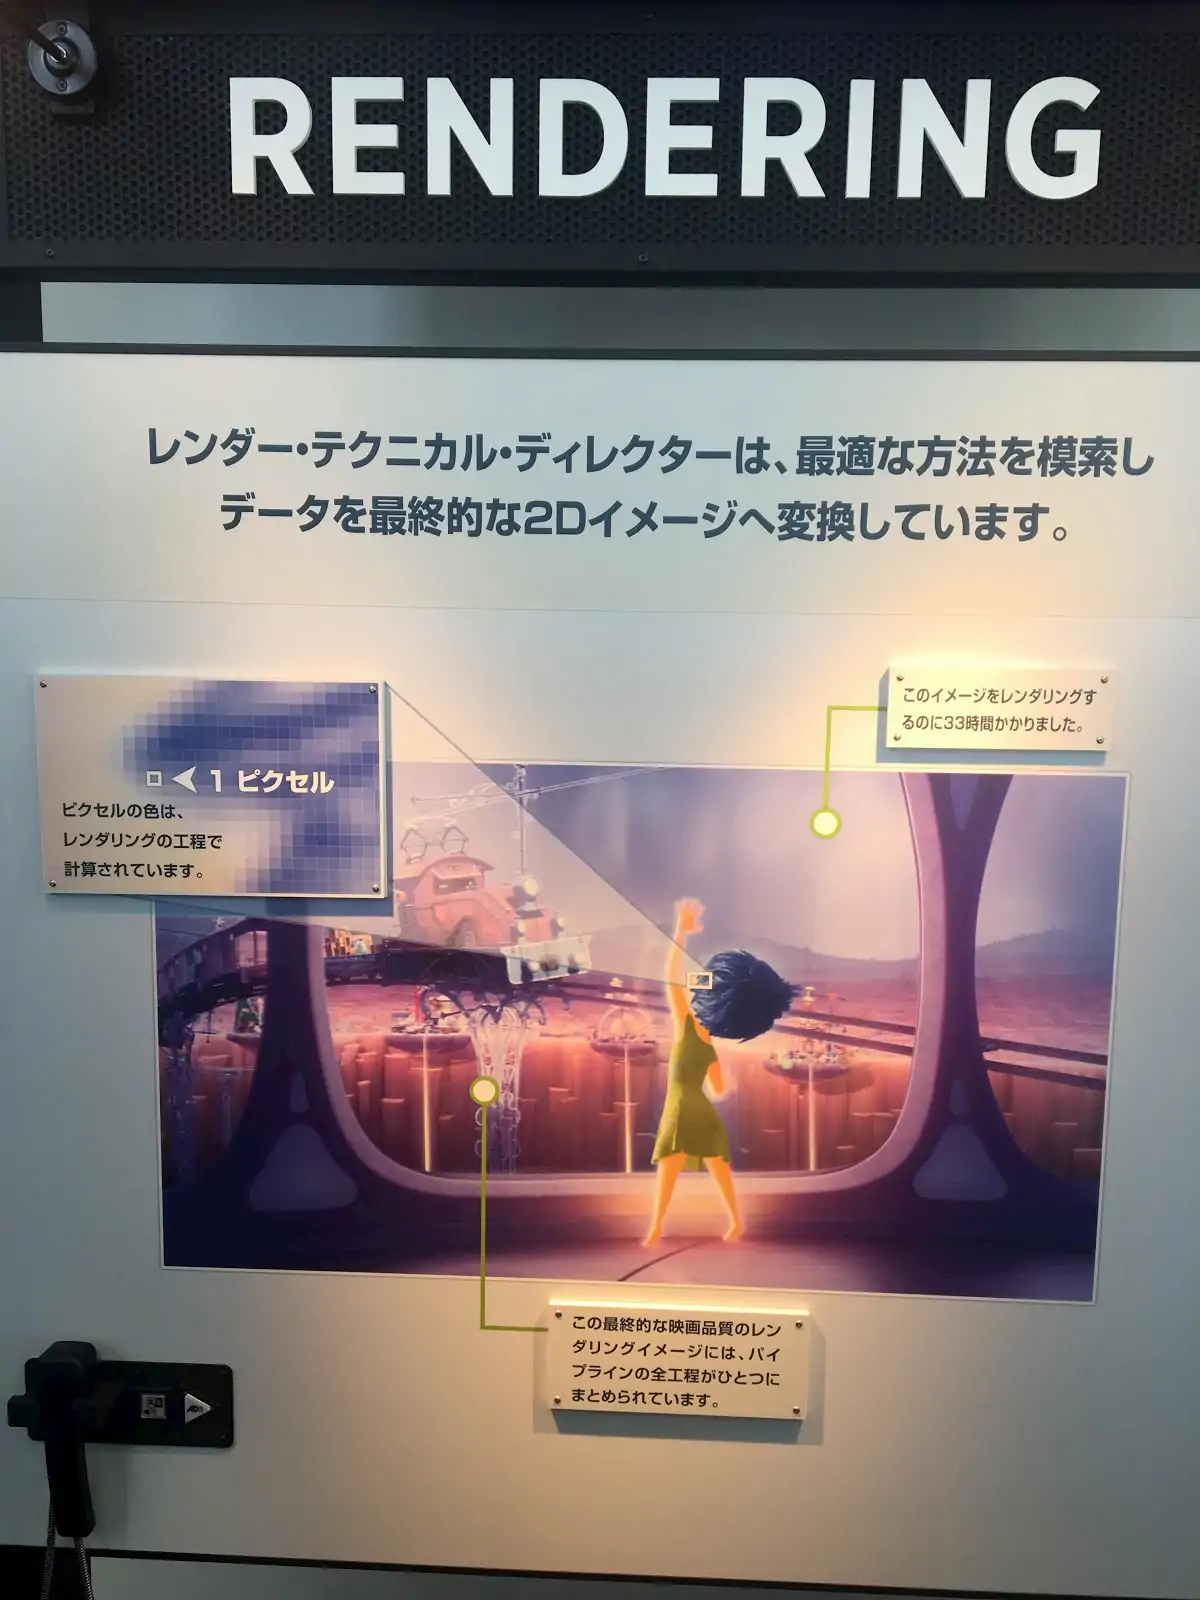 RENDERING
レンダー・テクニカル・ディレクターは、最適な方法を模索し
データを最終的な2Dイメージへ変換しています。
このイメージをレンダリングす
るのに33時間かかりました。
1 ピクセル
ピクセルの色は、
レンダリングの工程で
計算されています。
この最終的な映画品質のレン
ダリングイメージには、パイ
プラインの全工程がひとつに
まとめられています。